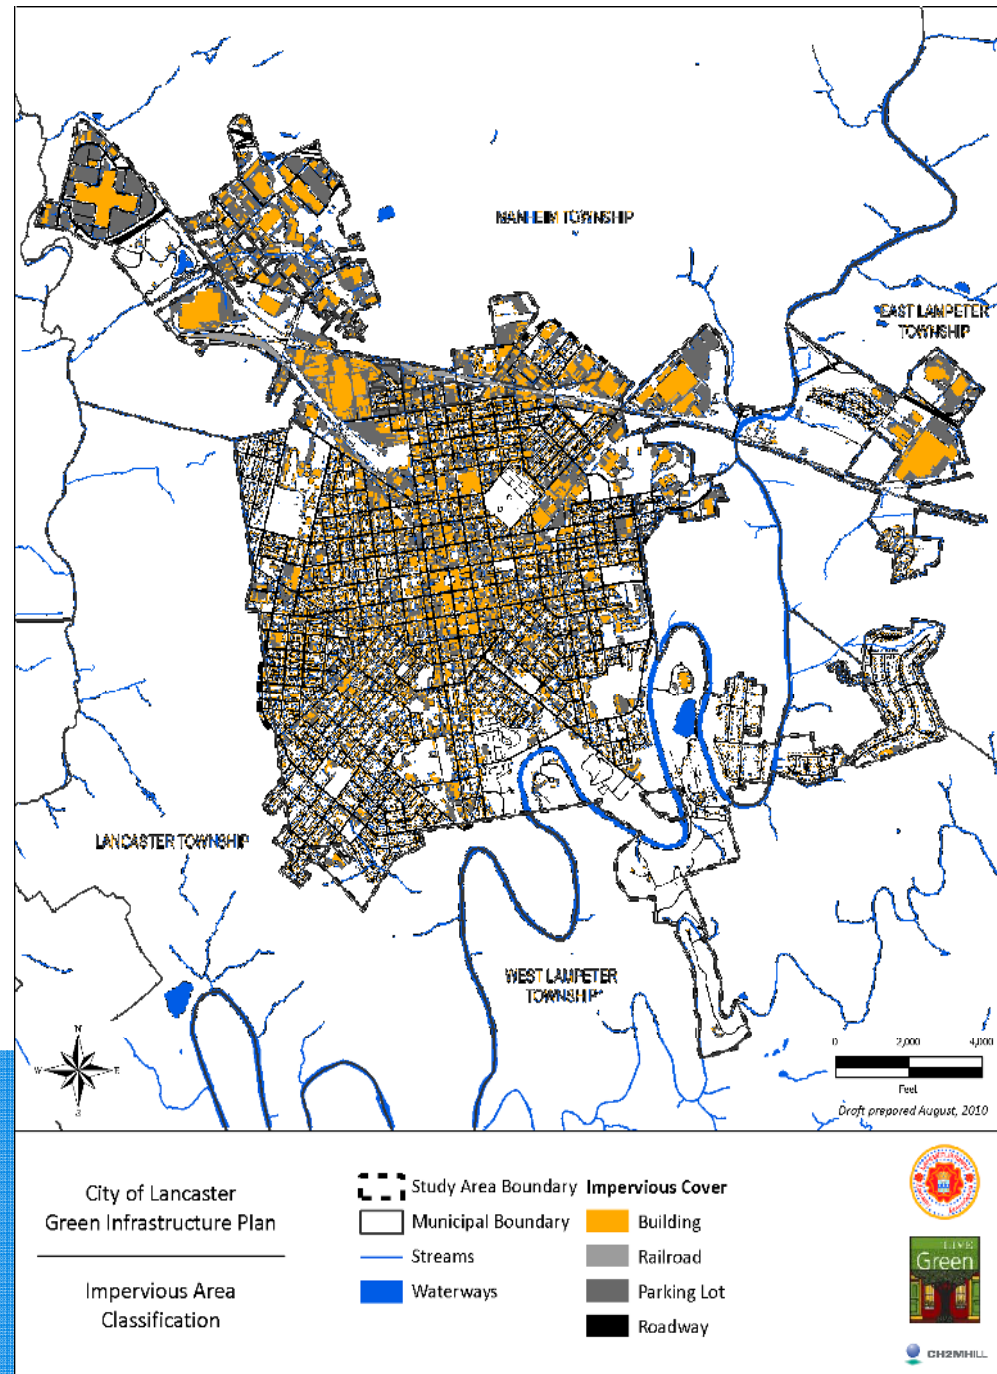 MANHEIM TOWNSHIP
EAST LAMPETER
TOWNSHIP
LANCASTER TOWNSHIP
WEST LAMPETER
TOWNSHIP
N
W E
S
0 2,000 4,000
Feet
Draft prepared August, 2010
City of Lancaster
Green Infrastructure Plan
Impervious Area
Classification
Study Area Boundary
Municipal Boundary
Streams
Waterways
Impervious Cover
Building
Railroad
Parking Lot
Roadway
LIVE
Green
CH2MHILL